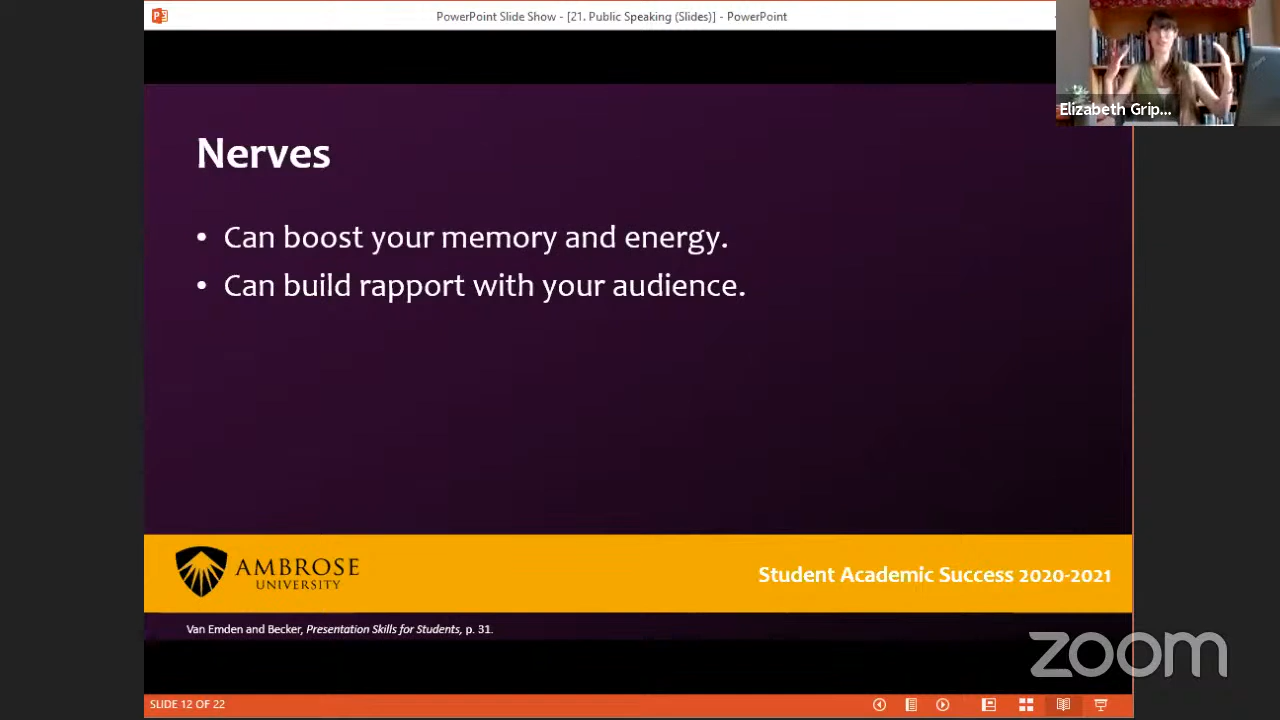 PowerPoint Slide Show - [21. Public Speaking (Slides)] - PowerPoint
Elizabeth Grip...
Nerves
• Can boost your memory and energy.
• Can build rapport with your audience.
AMBROSE
UNIVERSITY
Student Academic Success 2020-2021
Van Emden and Becker, Presentation Skills for Students, p. 31.
zoom
SLIDE 12 OF 22